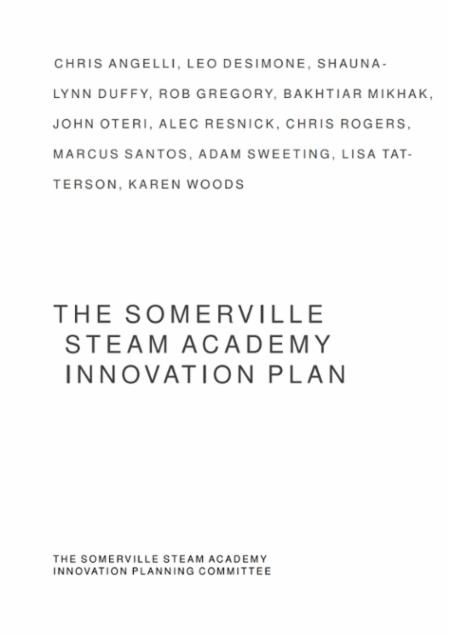 CHRIS ANGELLI, LEO DESIMONE, SHAUNA-
LYNN DUFFY, ROB GREGORY, BAKHTIAR MIKHAK,
JOHN OTERI, ALEC RESNICK, CHRIS ROGERS,
MARCUS SANTOS, ADAM SWEETING, LISA TAT-
TERSON, KAREN WOODS
THE SOMERVILLE
STEAM ACADEMY
INNOVATION PLAN
THE SOMERVILLE STEAM ACADEMY
INNOVATION PLANNING COMMITTEE